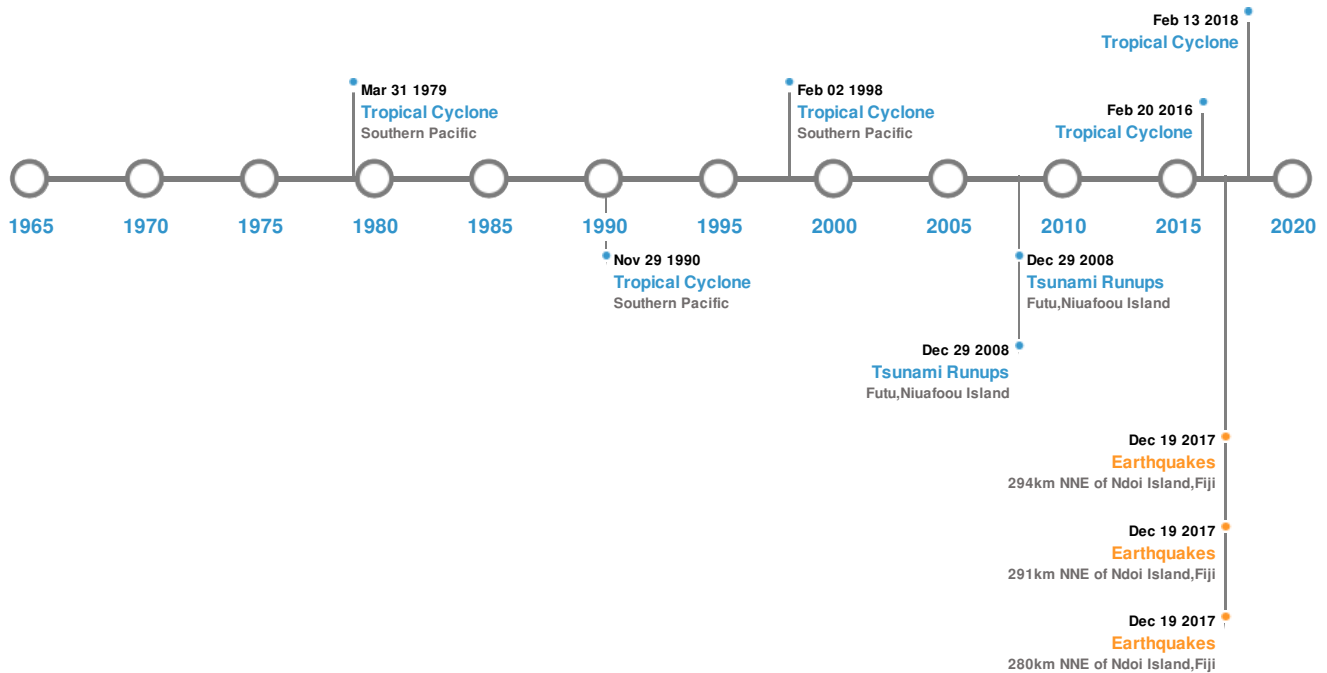 Feb 13 2018
Tropical Cyclone
Mar 31 1979
Tropical Cyclone
Southern Pacific
Feb 02 1998
Tropical Cyclone
Southern Pacific
Feb 20 2016
Tropical Cyclone
1965 1970 1975 1980 1985 1990 1995 2000 2005 2010 2015 2020
Nov 29 1990
Tropical Cyclone
Southern Pacific
Dec 29 2008
Tsunami Runups
Futu,Niuafoou Island
Dec 29 2008
Tsunami Runups
Futu,Niuafoou Island
Dec 19 2017
Earthquakes
294km NNE of Ndoi Island,Fiji
Dec 19 2017
Earthquakes
291km NNE of Ndoi Island,Fiji
Dec 19 2017
Earthquakes
280km NNE of Ndoi Island,Fiji